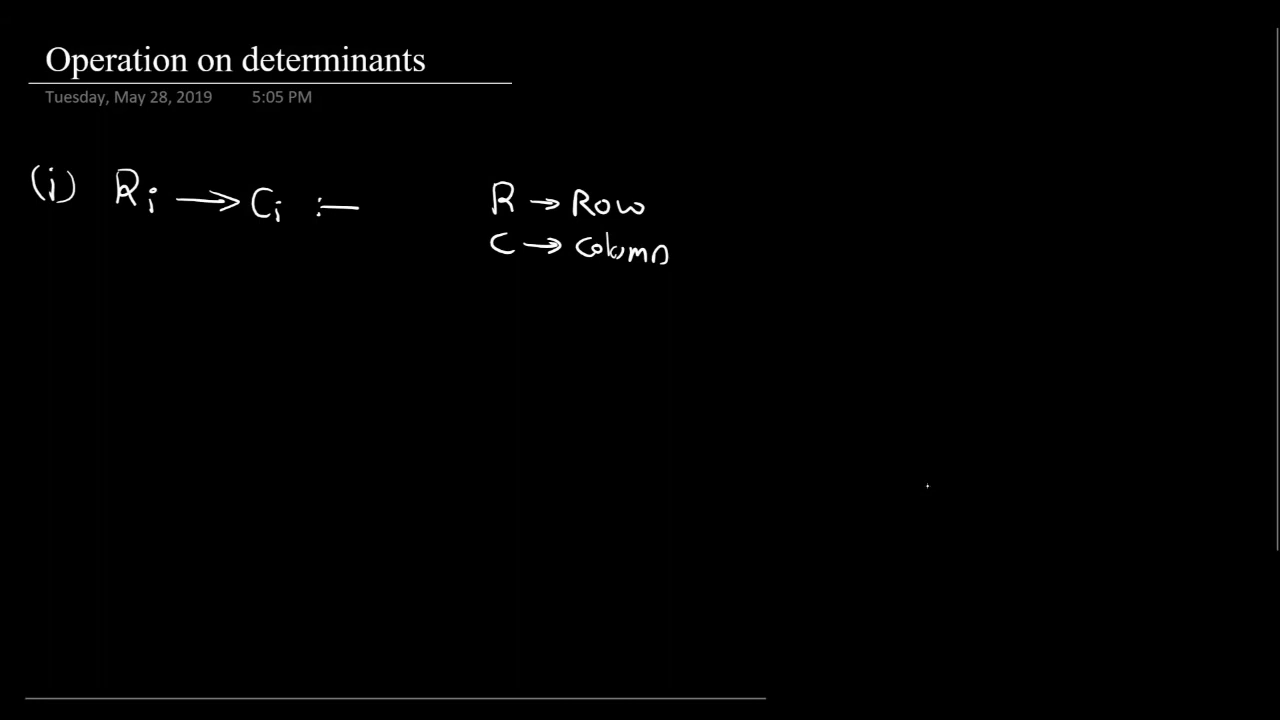 Operation on determinants
Tuesday, May 28, 2019 5:05 PM
(i) Ri → Ci :—
R → Row
C → Column